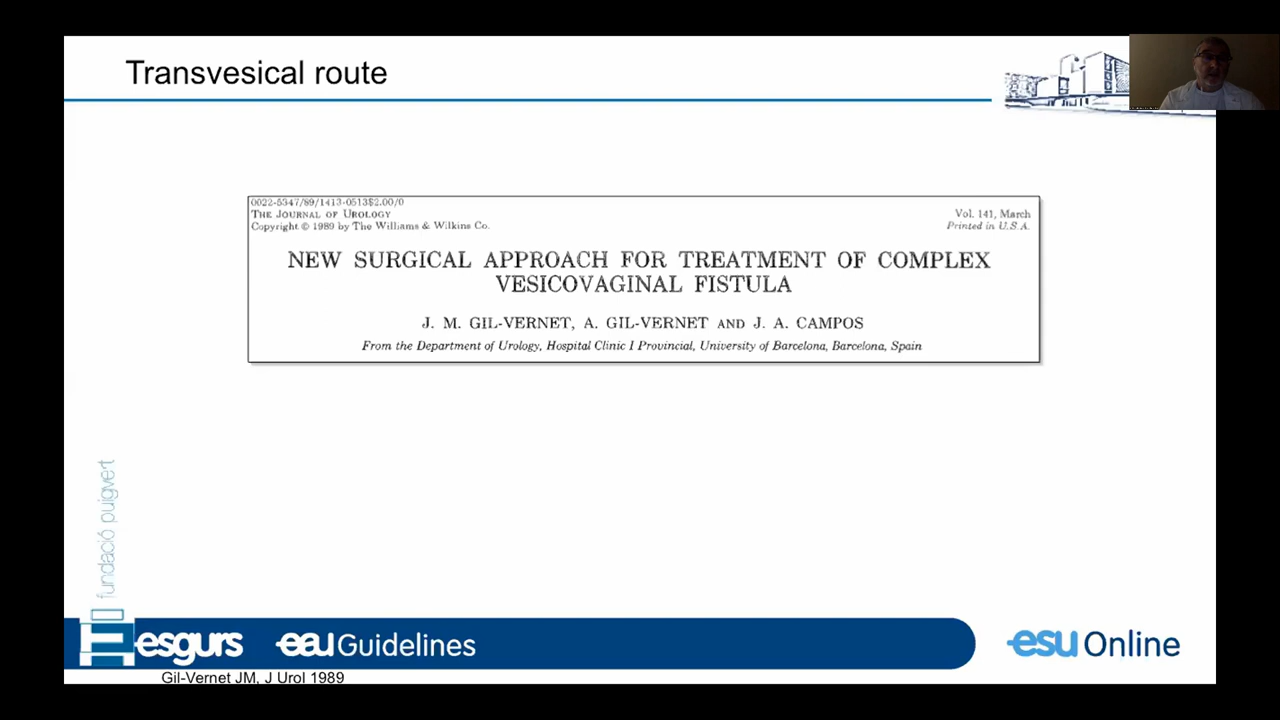 Transvesical route
0022-5347/89/1413-0513$2.00/0
THE JOURNAL OF UROLOGY
Copyright © 1989 by The Williams & Wilkins Co.
Vol. 141, March
Printed in U.S.A.
NEW SURGICAL APPROACH FOR TREATMENT OF COMPLEX
VESICOVAGINAL FISTULA
J. M. GIL-VERNET, A. GIL-VERNET AND J. A. CAMPOS
From the Department of Urology, Hospital Clinic I Provincial, University of Barcelona, Barcelona, Spain
fundació puigvert
esgurs
eau Guidelines
esu Online
Gil-Vernet JM, J Urol 1989